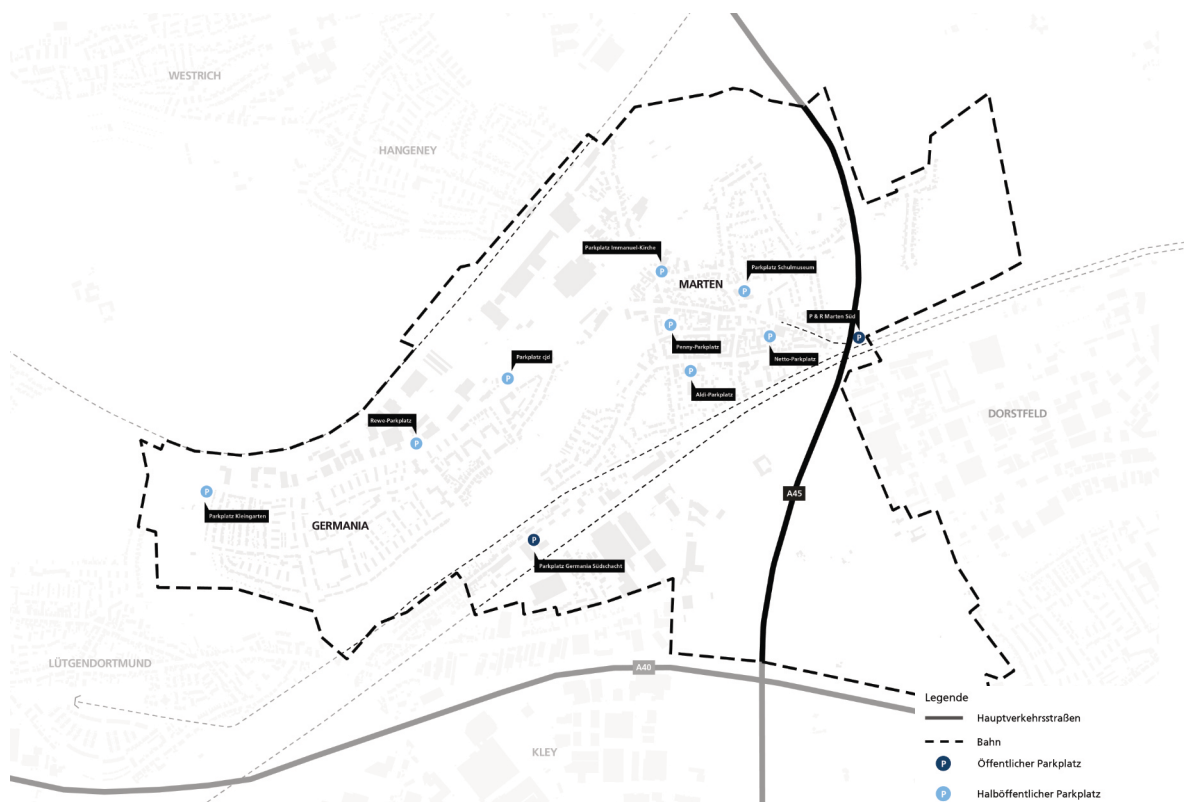 WESTRICH
HANGENEY
Parkplatz Immanuel-Kirche
P
Parkplatz Schulmuseum
MARTEN
P
P & R Marten Süd
P
P
P
Penny-Parkplatz
Netto-Parkplatz
Parkplatz cjd
P
P
Aldi-Parkplatz
DORSTFELD
Rewe-Parkplatz
P
P
A45
Parkplatz Kleingarten
GERMANIA
P
Parkplatz Germania Südschacht
LÜTGENDORTMUND
A40
KLEY
Legende
Hauptverkehrsstraßen
Bahn
P Öffentlicher Parkplatz
P Halböffentlicher Parkplatz